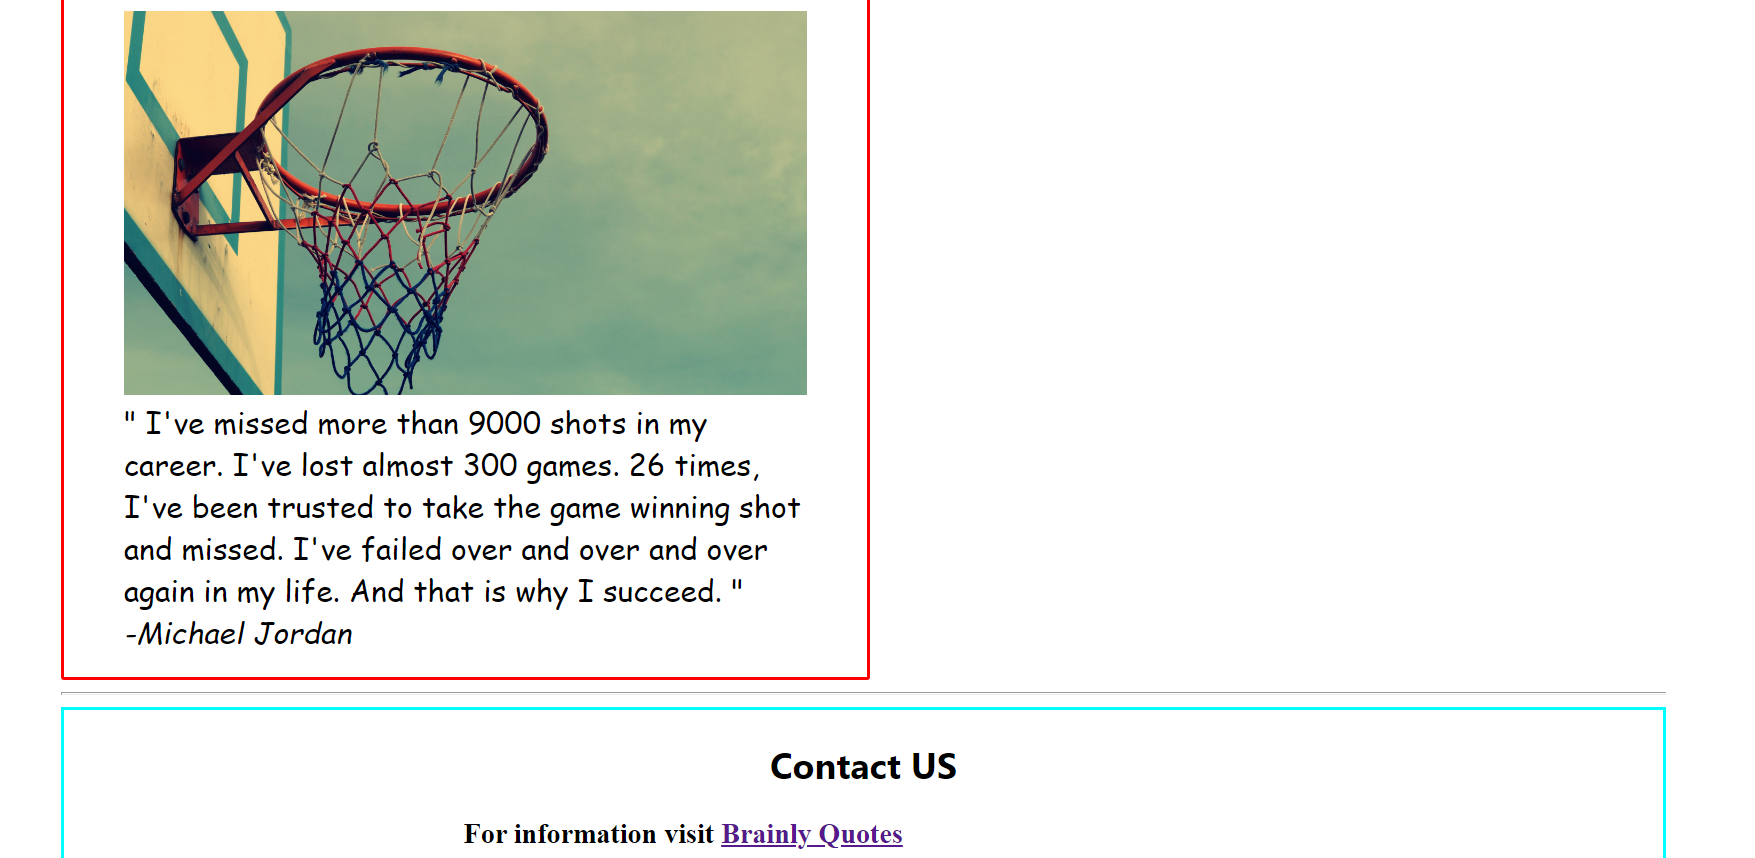 " I've missed more than 9000 shots in my
career. I've lost almost 300 games. 26 times,
I've been trusted to take the game winning shot
and missed. I've failed over and over and over
again in my life. And that is why I succeed. "
-Michael Jordan
Contact US
For information visit Brainly Quotes